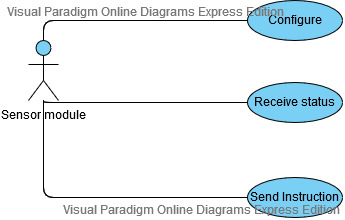 Visual Paradigm Online Diagrams Express Edition
Configure
Receive status
Sensor module
Send Instruction
Visual Paradigm Online Diagrams Express Edition